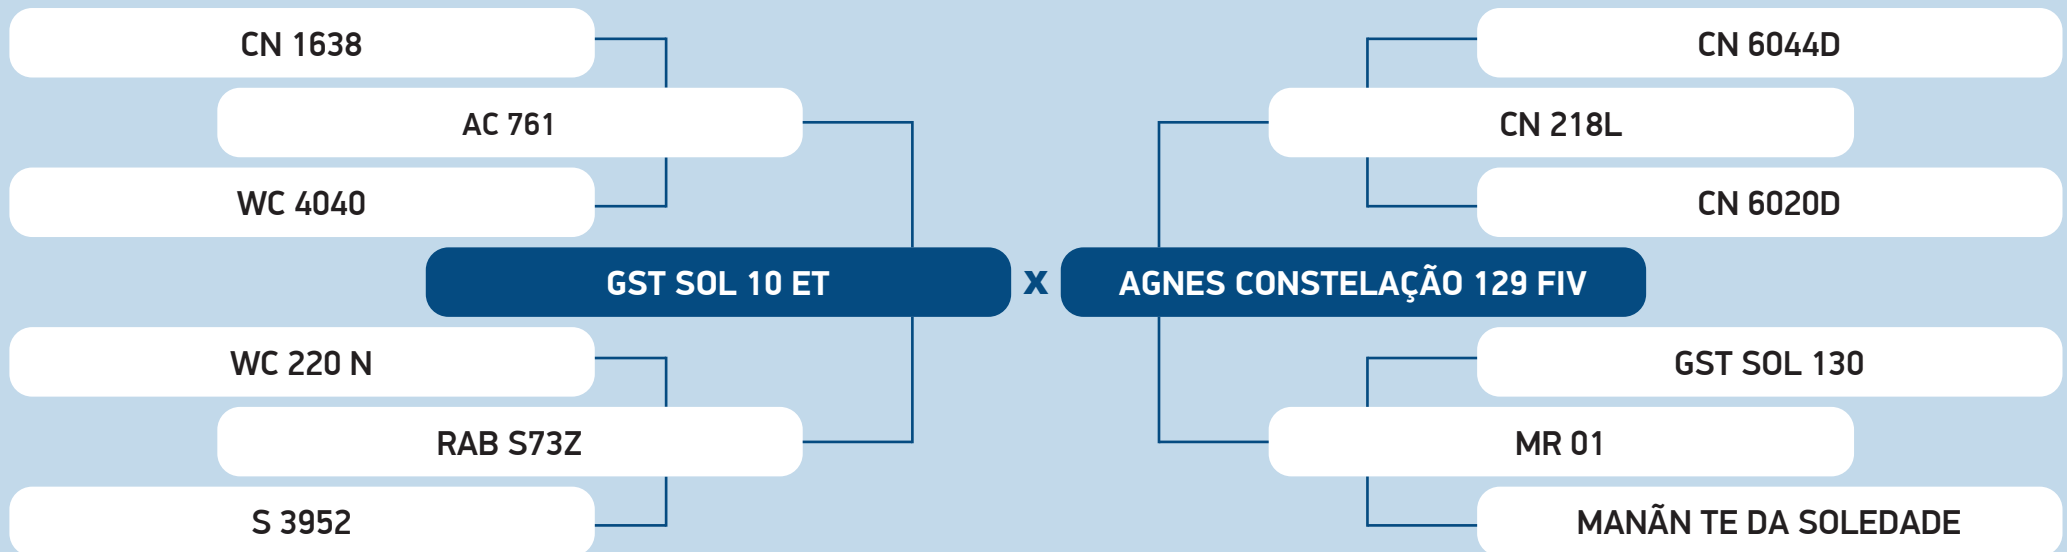 CN 1638
CN 6044D
AC 761
CN 218L
WC 4040
CN 6020D
GST SOL 10 ET x AGNES CONSTELAÇÃO 129 FIV
WC 220 N
GST SOL 130
RAB S73Z
MR 01
S 3952
MANÃN TE DA SOLEDADE